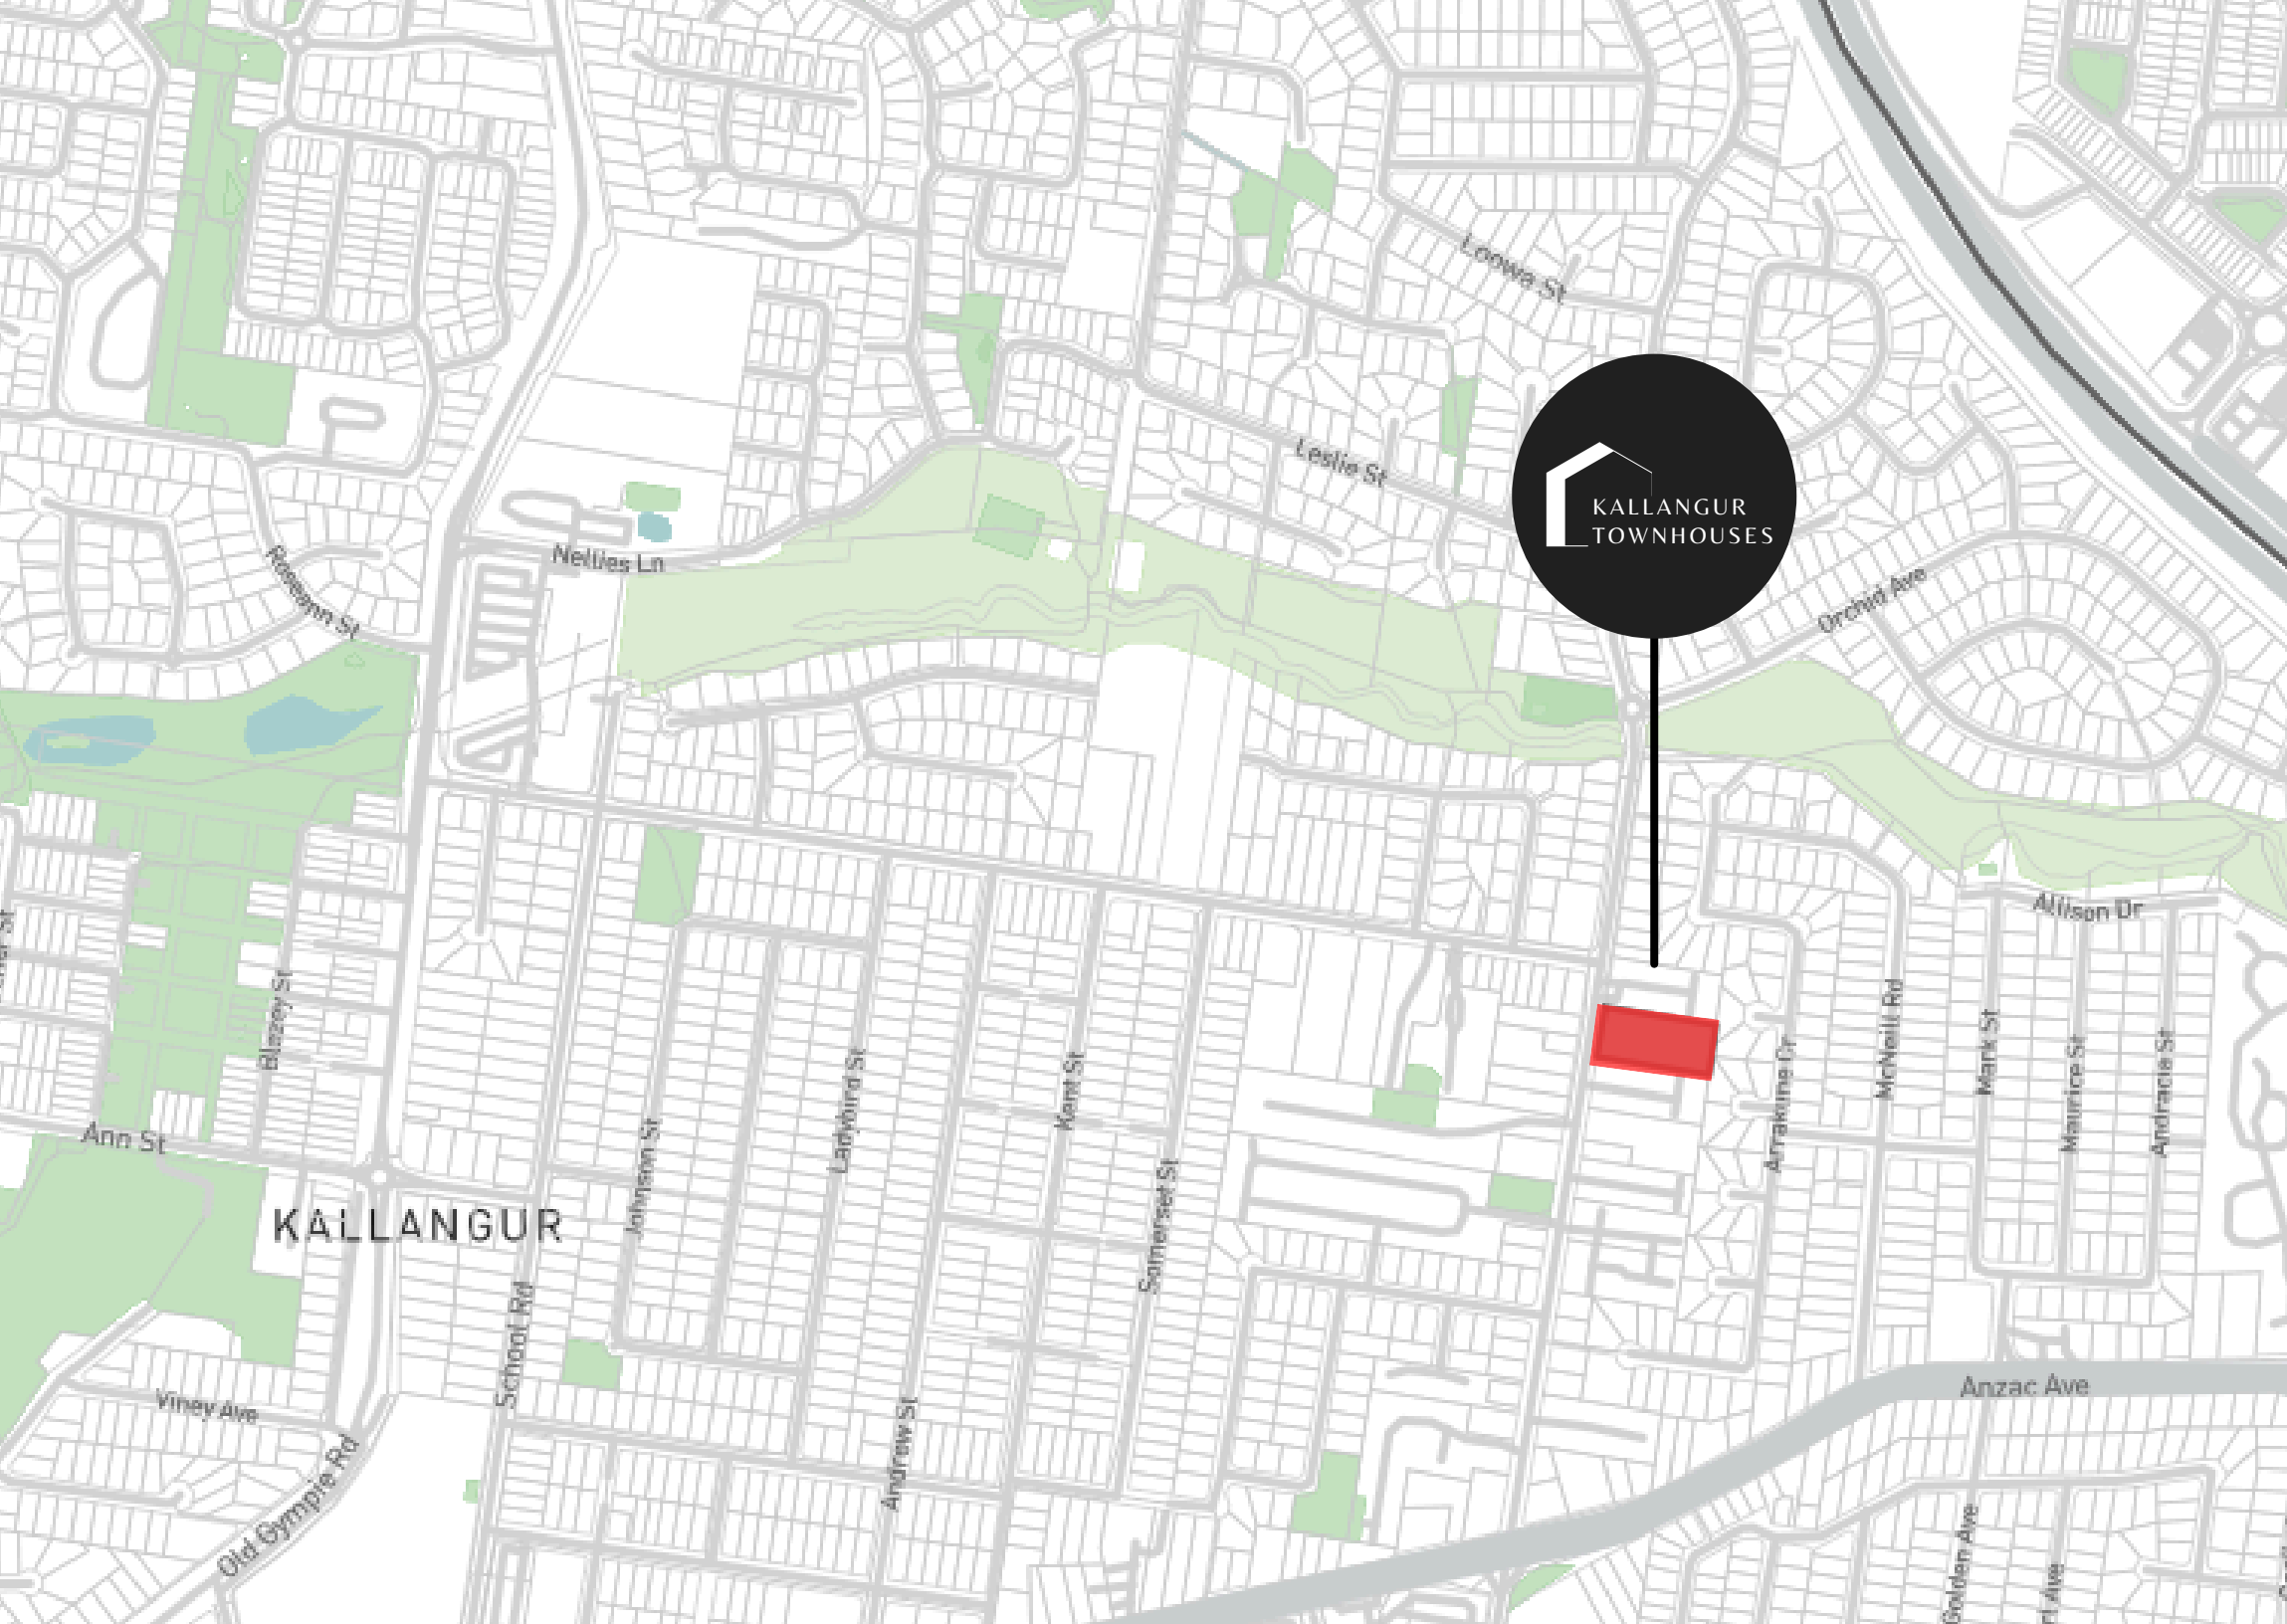 Loowa St
Leslie St
KALLANGUR
TOWNHOUSES
Nellies Ln
Roseann St
Orchid Ave
Allison Dr
Blazey St
McNeill Rd
Mark St
Maurice St
Andracia St
Arrakune Cr
Ladybird St
Kent St
Johnson St
Somerset St
Ann St
KALLANGUR
School Rd
Viney Ave
Old Gympie Rd
Andrew St
Anzac Ave
Golden Ave